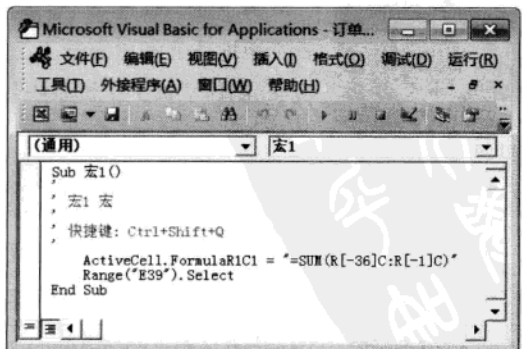 Microsoft Visual Basic for Applications - 订单...
文件(F) 编辑(E) 视图(V) 插入(I) 格式(O) 调试(D) 运行(R)
工具(T) 外接程序(A) 窗口(W) 帮助(H)
(通用) 宏1
Sub 宏1()
'
' 宏1 宏
'
' 快捷键: Ctrl+Shift+Q
'
ActiveCell.FormulaR1C1 = "=SUM(R[-36]C:R[-1]C)"
Range("E39").Select
End Sub